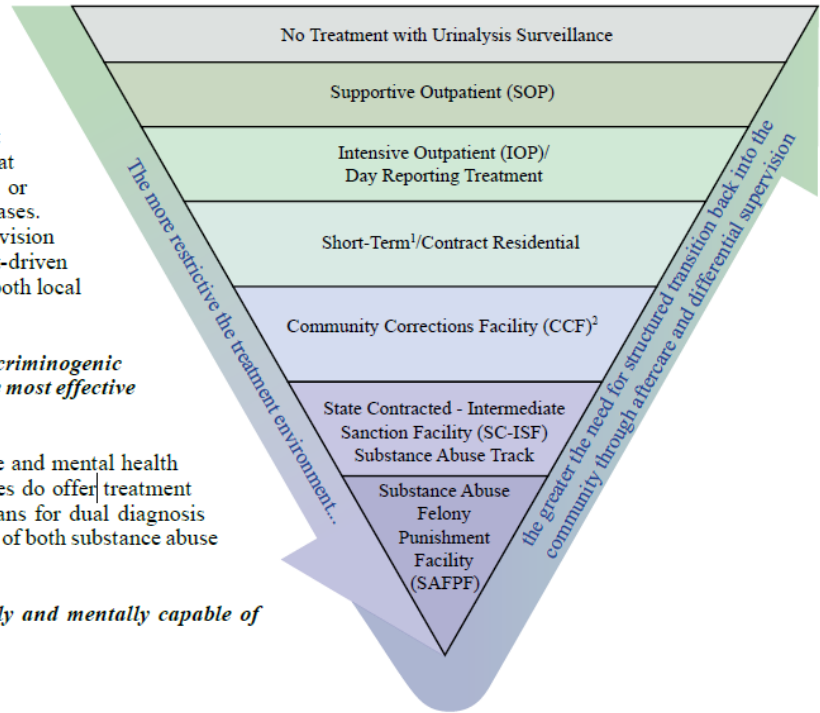 No Treatment with Urinalysis Surveillance
Supportive Outpatient (SOP)
Intensive Outpatient (IOP)/
Day Reporting Treatment
Short-Term¹/Contract Residential
Community Corrections Facility (CCF)²
State Contracted - Intermediate
Sanction Facility (SC-ISF)
Substance Abuse Track
Substance Abuse
Felony
Punishment
Facility
(SAFPF)
The more restrictive the treatment environment...
the greater the need for structured transition back into the
community through aftercare and differential supervision
at
or
ases.
vision
-driven
both local
criminogenic
most effective
e and mental health
es do offer treatment
ans for dual diagnosis
of both substance abuse
ly and mentally capable of